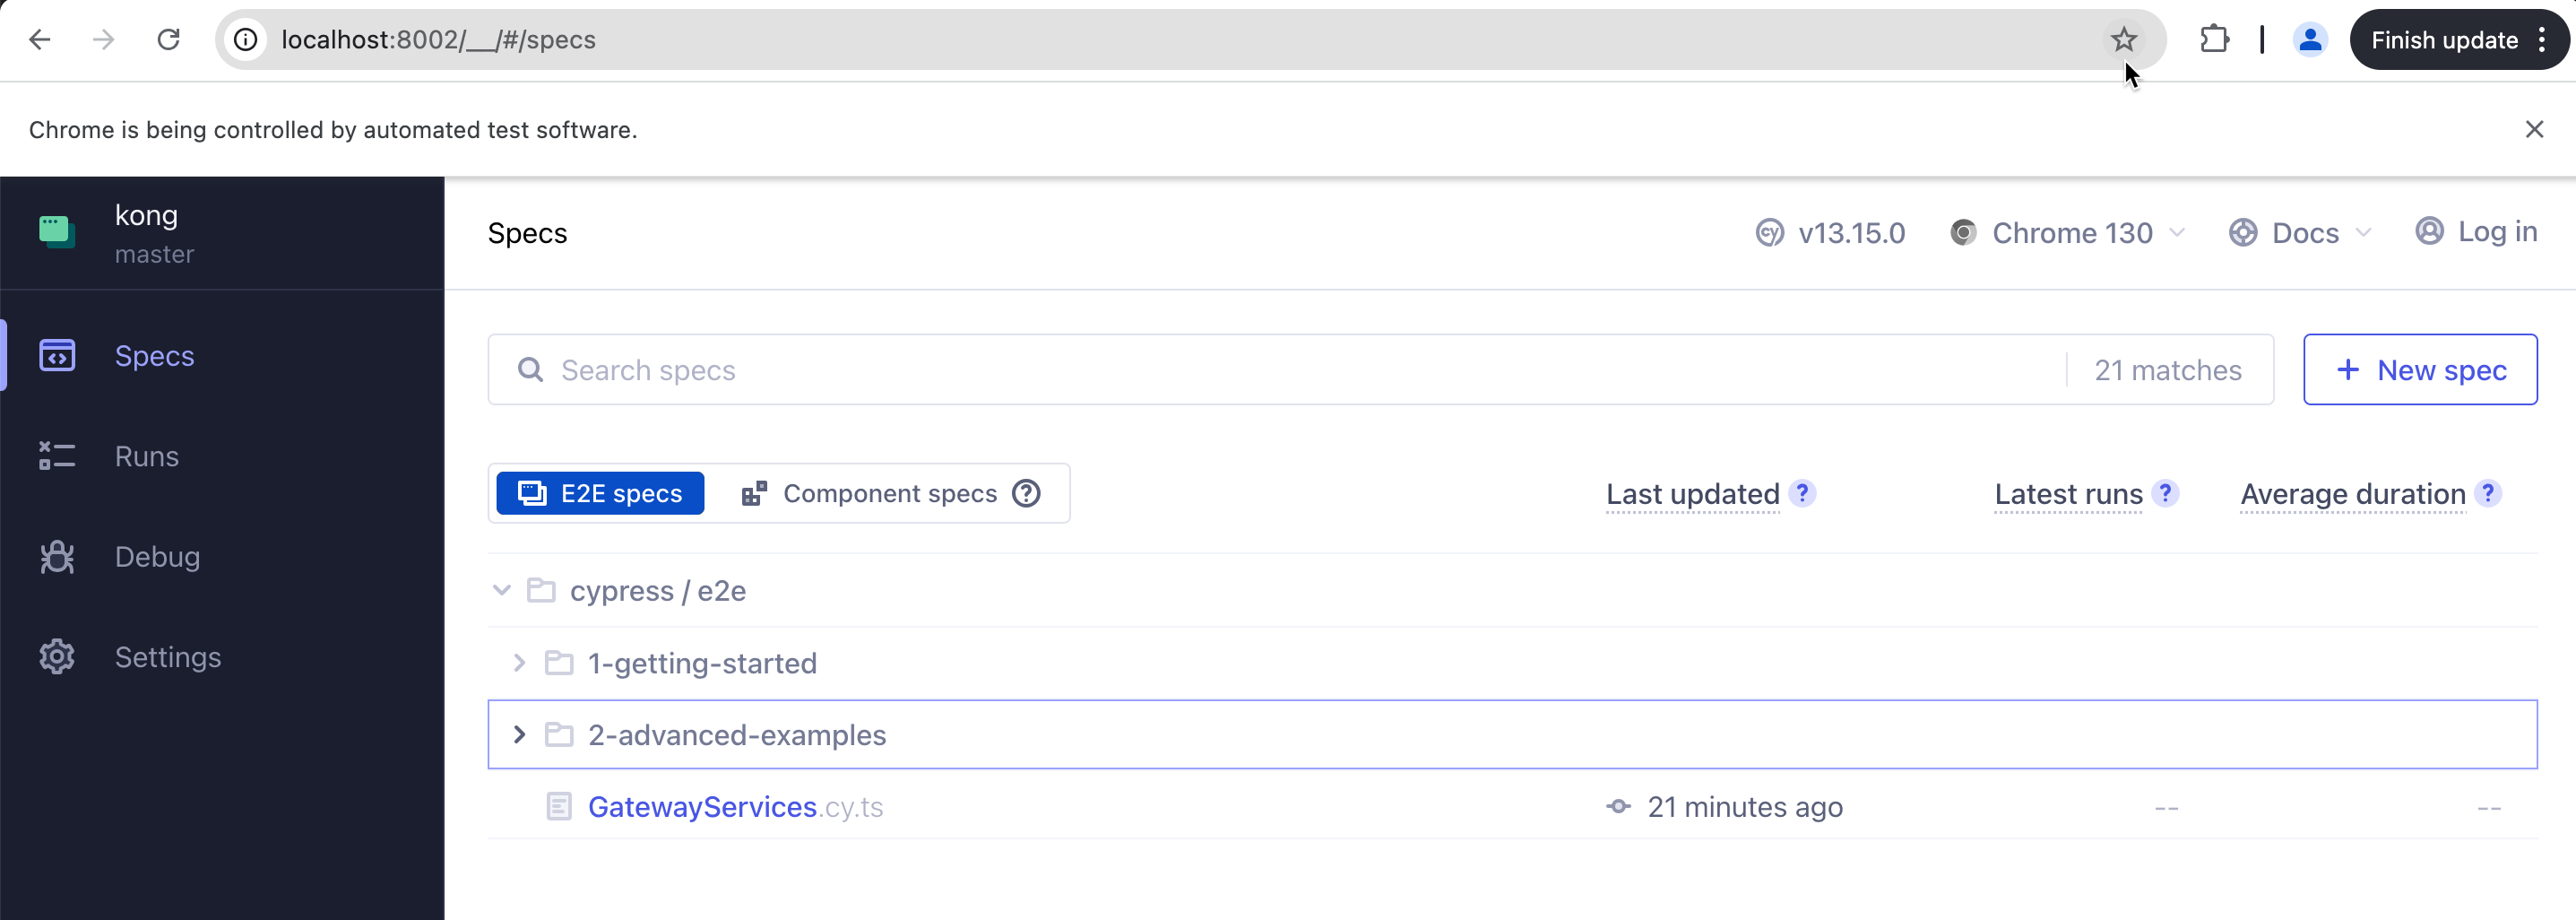 localhost:8002/__/#/specs
Finish update
Chrome is being controlled by automated test software.
kong
master
Specs
Runs
Debug
Settings
Specs
v13.15.0
Chrome 130
Docs
Log in
Search specs
21 matches
+ New spec
E2E specs
Component specs ?
Last updated ?
Latest runs ?
Average duration ?
cypress / e2e
1-getting-started
2-advanced-examples
GatewayServices.cy.ts
21 minutes ago
--
--